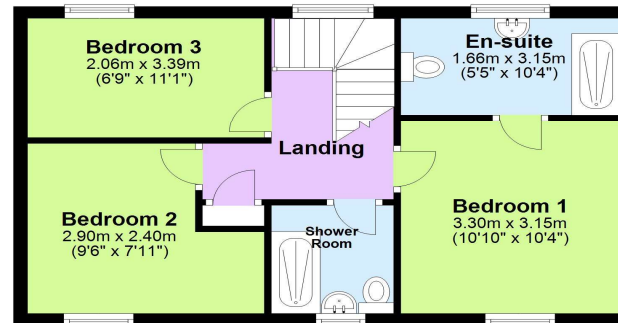 Bedroom 3
2.06m x 3.39m
(6'9" x 11'1")
En-suite
1.66m x 3.15m
(5'5" x 10'4")
Landing
Bedroom 2
2.90m x 2.40m
(9'6" x 7'11")
Shower
Room
Bedroom 1
3.30m x 3.15m
(10'10" x 10'4")